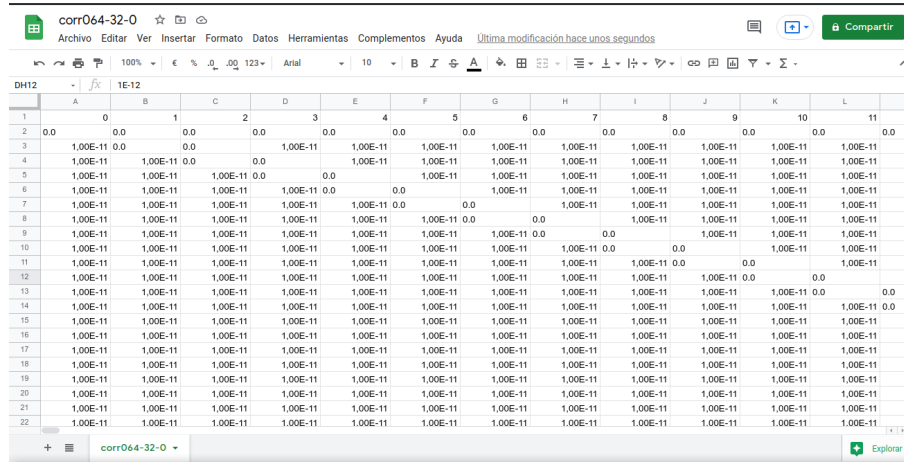 corr064-32-0
Archivo Editar Ver Insertar Formato Datos Herramientas Complementos Ayuda Última modificación hace unos segundos
Compartir
100% € % .0 .00 123 Arial 10 B I S A
DH12 fx 1E-12
A B C D E F G H I J K L
1 0 1 2 3 4 5 6 7 8 9 10 11
2 0.0 0.0 0.0 0.0 0.0 0.0 0.0 0.0 0.0 0.0 0.0 0.0 0.0
3 1,00E-11 0.0 0.0 1,00E-11 1,00E-11 1,00E-11 1,00E-11 1,00E-11 1,00E-11 1,00E-11 1,00E-11 1,00E-11
4 1,00E-11 1,00E-11 0.0 0.0 1,00E-11 1,00E-11 1,00E-11 1,00E-11 1,00E-11 1,00E-11 1,00E-11 1,00E-11
5 1,00E-11 1,00E-11 1,00E-11 0.0 0.0 1,00E-11 1,00E-11 1,00E-11 1,00E-11 1,00E-11 1,00E-11 1,00E-11
6 1,00E-11 1,00E-11 1,00E-11 1,00E-11 0.0 0.0 1,00E-11 1,00E-11 1,00E-11 1,00E-11 1,00E-11 1,00E-11
7 1,00E-11 1,00E-11 1,00E-11 1,00E-11 1,00E-11 0.0 0.0 1,00E-11 1,00E-11 1,00E-11 1,00E-11 1,00E-11
8 1,00E-11 1,00E-11 1,00E-11 1,00E-11 1,00E-11 1,00E-11 0.0 0.0 1,00E-11 1,00E-11 1,00E-11 1,00E-11
9 1,00E-11 1,00E-11 1,00E-11 1,00E-11 1,00E-11 1,00E-11 1,00E-11 0.0 0.0 1,00E-11 1,00E-11 1,00E-11
10 1,00E-11 1,00E-11 1,00E-11 1,00E-11 1,00E-11 1,00E-11 1,00E-11 1,00E-11 0.0 0.0 1,00E-11 1,00E-11
11 1,00E-11 1,00E-11 1,00E-11 1,00E-11 1,00E-11 1,00E-11 1,00E-11 1,00E-11 1,00E-11 0.0 0.0 1,00E-11
12 1,00E-11 1,00E-11 1,00E-11 1,00E-11 1,00E-11 1,00E-11 1,00E-11 1,00E-11 1,00E-11 1,00E-11 0.0 0.0
13 1,00E-11 1,00E-11 1,00E-11 1,00E-11 1,00E-11 1,00E-11 1,00E-11 1,00E-11 1,00E-11 1,00E-11 1,00E-11 0.0 0.0
14 1,00E-11 1,00E-11 1,00E-11 1,00E-11 1,00E-11 1,00E-11 1,00E-11 1,00E-11 1,00E-11 1,00E-11 1,00E-11 1,00E-11 0.0
15 1,00E-11 1,00E-11 1,00E-11 1,00E-11 1,00E-11 1,00E-11 1,00E-11 1,00E-11 1,00E-11 1,00E-11 1,00E-11 1,00E-11
16 1,00E-11 1,00E-11 1,00E-11 1,00E-11 1,00E-11 1,00E-11 1,00E-11 1,00E-11 1,00E-11 1,00E-11 1,00E-11 1,00E-11
17 1,00E-11 1,00E-11 1,00E-11 1,00E-11 1,00E-11 1,00E-11 1,00E-11 1,00E-11 1,00E-11 1,00E-11 1,00E-11 1,00E-11
18 1,00E-11 1,00E-11 1,00E-11 1,00E-11 1,00E-11 1,00E-11 1,00E-11 1,00E-11 1,00E-11 1,00E-11 1,00E-11 1,00E-11
19 1,00E-11 1,00E-11 1,00E-11 1,00E-11 1,00E-11 1,00E-11 1,00E-11 1,00E-11 1,00E-11 1,00E-11 1,00E-11 1,00E-11
20 1,00E-11 1,00E-11 1,00E-11 1,00E-11 1,00E-11 1,00E-11 1,00E-11 1,00E-11 1,00E-11 1,00E-11 1,00E-11 1,00E-11
21 1,00E-11 1,00E-11 1,00E-11 1,00E-11 1,00E-11 1,00E-11 1,00E-11 1,00E-11 1,00E-11 1,00E-11 1,00E-11 1,00E-11
22 1,00E-11 1,00E-11 1,00E-11 1,00E-11 1,00E-11 1,00E-11 1,00E-11 1,00E-11 1,00E-11 1,00E-11 1,00E-11 1,00E-11
corr064-32-0
Explorar